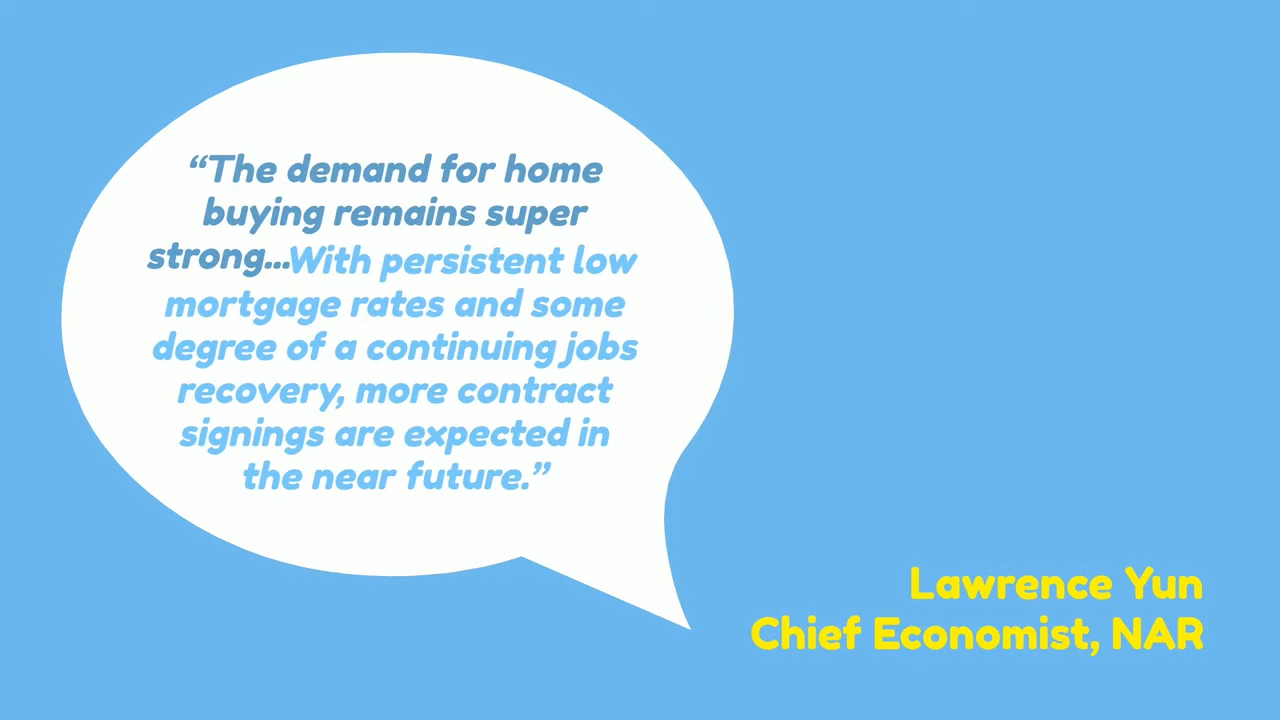 “The demand for home
buying remains super
strong...With persistent low
mortgage rates and some
degree of a continuing jobs
recovery, more contract
signings are expected in
the near future.”
Lawrence Yun
Chief Economist, NAR